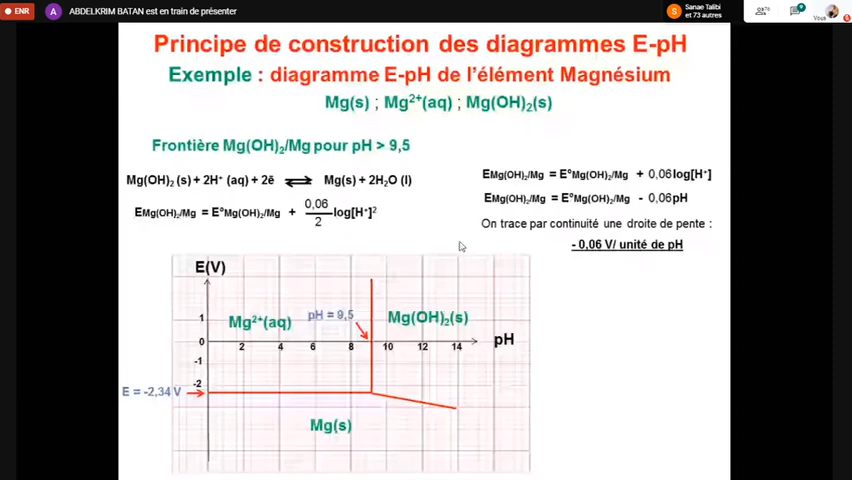 ENR
A
ABDELKRIM BATAN est en train de présenter
S
Sanae Talibi
et 73 autres
Vous
Principe de construction des diagrammes E-pH
Exemple : diagramme E-pH de l'élément Magnésium
Mg(s) ; Mg²⁺(aq) ; Mg(OH)₂(s)
Frontière Mg(OH)₂/Mg pour pH > 9,5
Mg(OH)₂ (s) + 2H⁺ (aq) + 2ē ⇌ Mg(s) + 2H₂O (l)
EMg(OH)₂/Mg = E°Mg(OH)₂/Mg + 0,06/2 log[H⁺]²
EMg(OH)₂/Mg = E°Mg(OH)₂/Mg + 0,06log[H⁺]
EMg(OH)₂/Mg = E°Mg(OH)₂/Mg - 0,06pH
On trace par continuité une droite de pente :
- 0,06 V/ unité de pH
E(V)
Mg²⁺(aq)
pH = 9,5
Mg(OH)₂(s)
1
0
2 4 6 8 10 12 14
pH
-1
-2
E = -2,34 V
Mg(s)